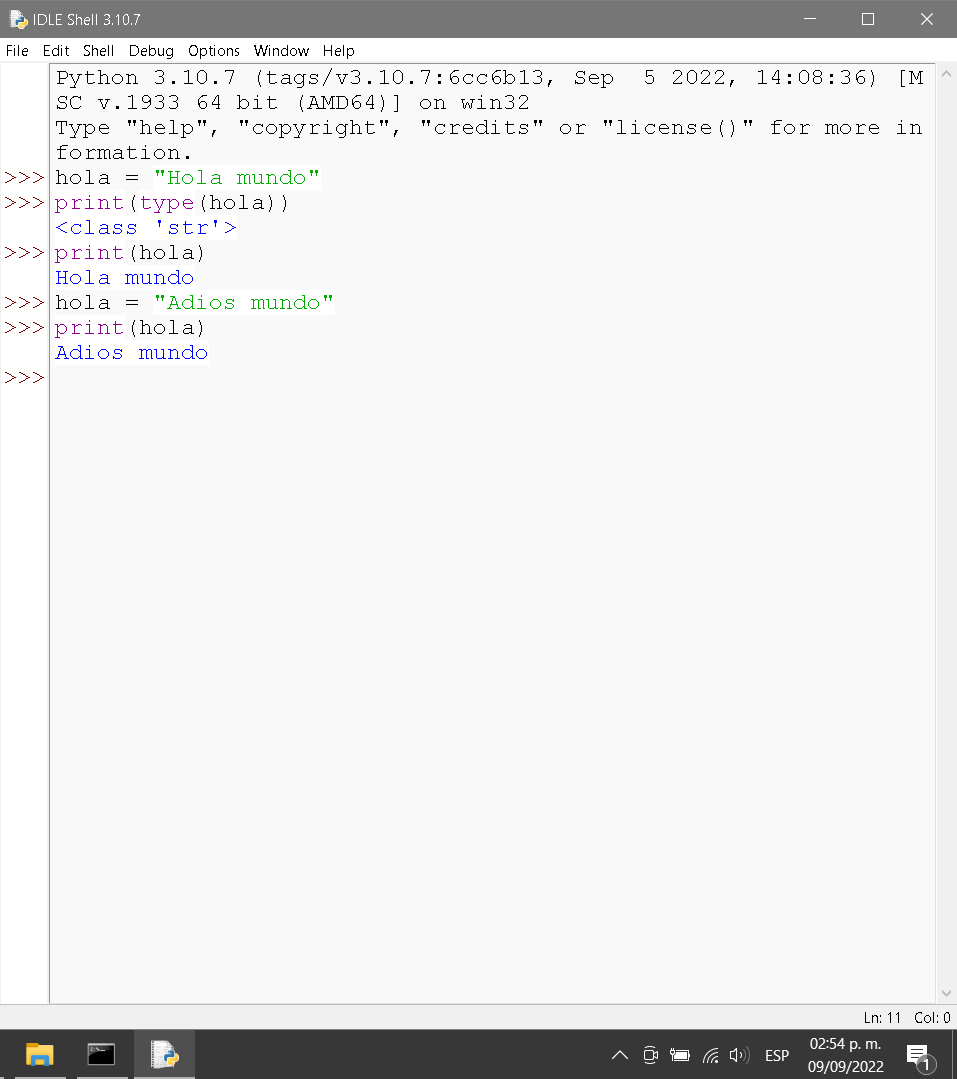 IDLE Shell 3.10.7
File Edit Shell Debug Options Window Help
Python 3.10.7 (tags/v3.10.7:6cc6b13, Sep  5 2022, 14:08:36) [M
SC v.1933 64 bit (AMD64)] on win32
Type "help", "copyright", "credits" or "license()" for more in
formation.
>>> hola = "Hola mundo"
>>> print(type(hola))
<class 'str'>
>>> print(hola)
Hola mundo
>>> hola = "Adios mundo"
>>> print(hola)
Adios mundo
>>>
Ln: 11 Col: 0
ESP
02:54 p. m.
09/09/2022
1